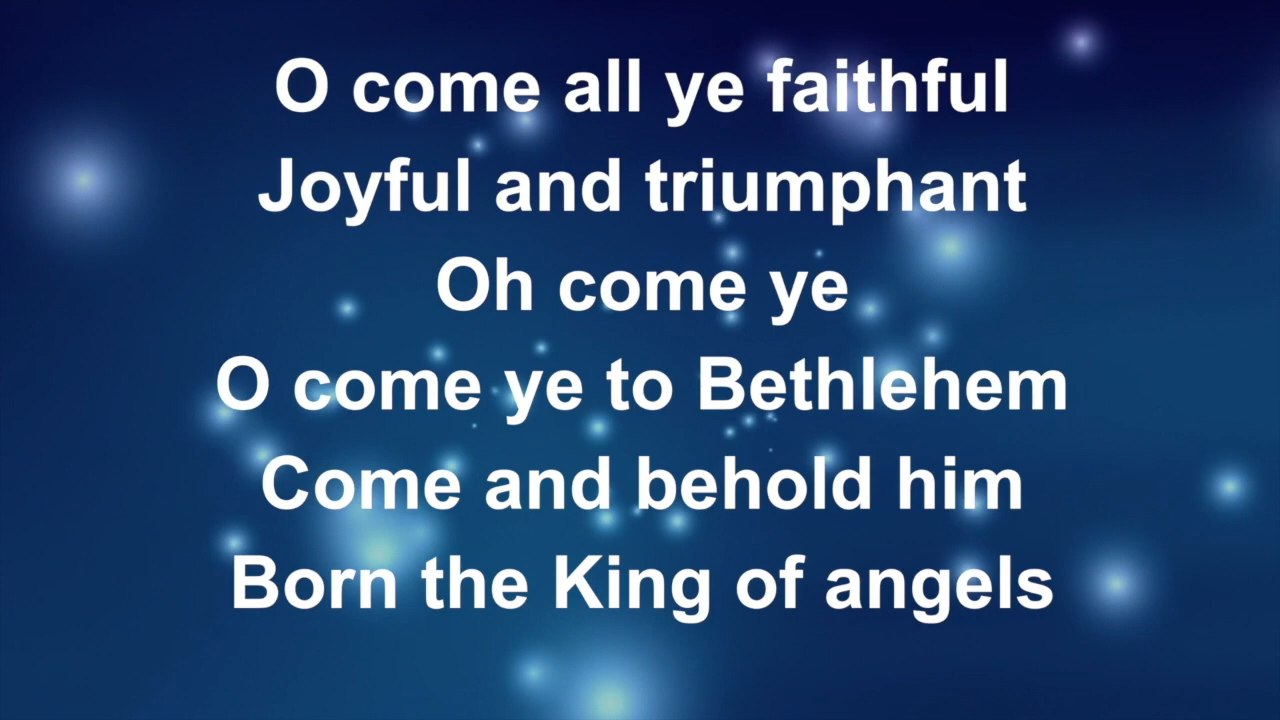 O come all ye faithful
Joyful and triumphant
Oh come ye
O come ye to Bethlehem
Come and behold him
Born the King of angels